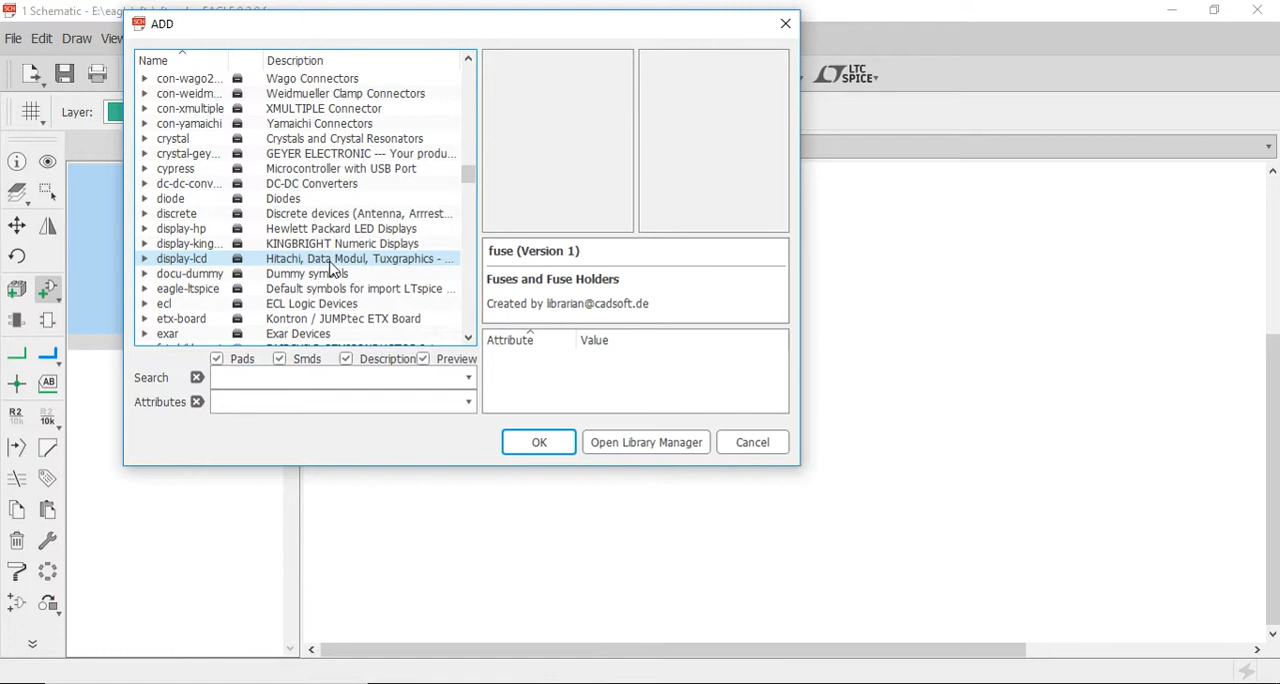 1 Schematic - E:\eagle
File Edit Draw View
ADD
Layer:
LTC
SPICE
Name Description
con-wago2... Wago Connectors
con-weidm... Weidmueller Clamp Connectors
con-xmultiple XMULTIPLE Connector
con-yamaichi Yamaichi Connectors
crystal Crystals and Crystal Resonators
crystal-gey... GEYER ELECTRONIC --- Your produ...
cypress Microcontroller with USB Port
dc-dc-conv... DC-DC Converters
diode Diodes
discrete Discrete devices (Antenna, Arrrest...
display-hp Hewlett Packard LED Displays
display-king... KINGBRIGHT Numeric Displays
display-lcd Hitachi, Data Modul, Tuxgraphics - ...
docu-dummy Dummy symbols
eagle-ltspice Default symbols for import LTspice ...
ecl ECL Logic Devices
etx-board Kontron / JUMPtec ETX Board
exar Exar Devices
fuse (Version 1)
Fuses and Fuse Holders
Created by librarian@cadsoft.de
Attribute Value
Pads Smds Description Preview
Search
Attributes
OK Open Library Manager Cancel
AB
R2
10k
R2
10k